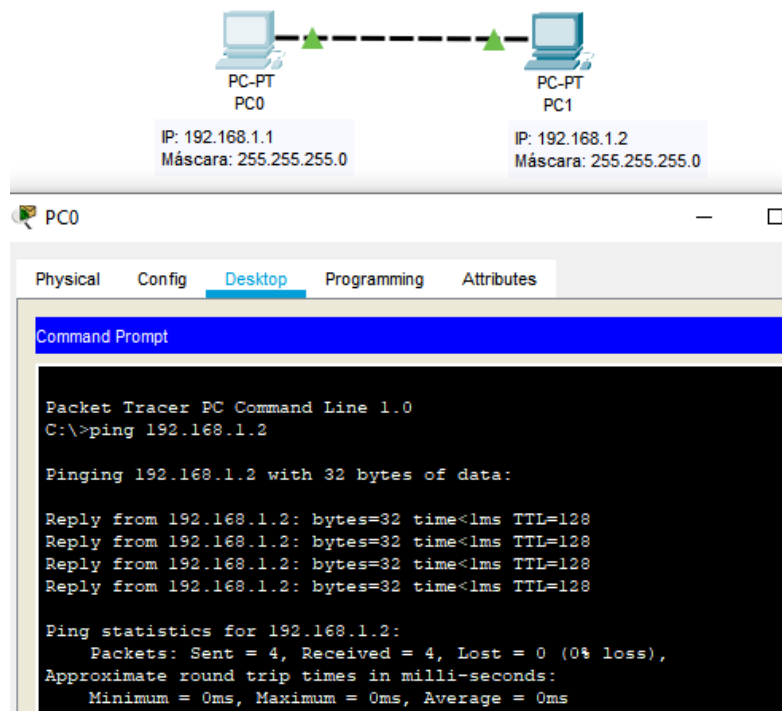 PC-PT
PC0
PC-PT
PC1
IP: 192.168.1.1
Máscara: 255.255.255.0
IP: 192.168.1.2
Máscara: 255.255.255.0
PC0
Physical Config Desktop Programming Attributes
Command Prompt
Packet Tracer PC Command Line 1.0
C:\>ping 192.168.1.2
Pinging 192.168.1.2 with 32 bytes of data:
Reply from 192.168.1.2: bytes=32 time<1ms TTL=128
Reply from 192.168.1.2: bytes=32 time<1ms TTL=128
Reply from 192.168.1.2: bytes=32 time<1ms TTL=128
Reply from 192.168.1.2: bytes=32 time<1ms TTL=128
Ping statistics for 192.168.1.2:
Packets: Sent = 4, Received = 4, Lost = 0 (0% loss),
Approximate round trip times in milli-seconds:
Minimum = 0ms, Maximum = 0ms, Average = 0ms